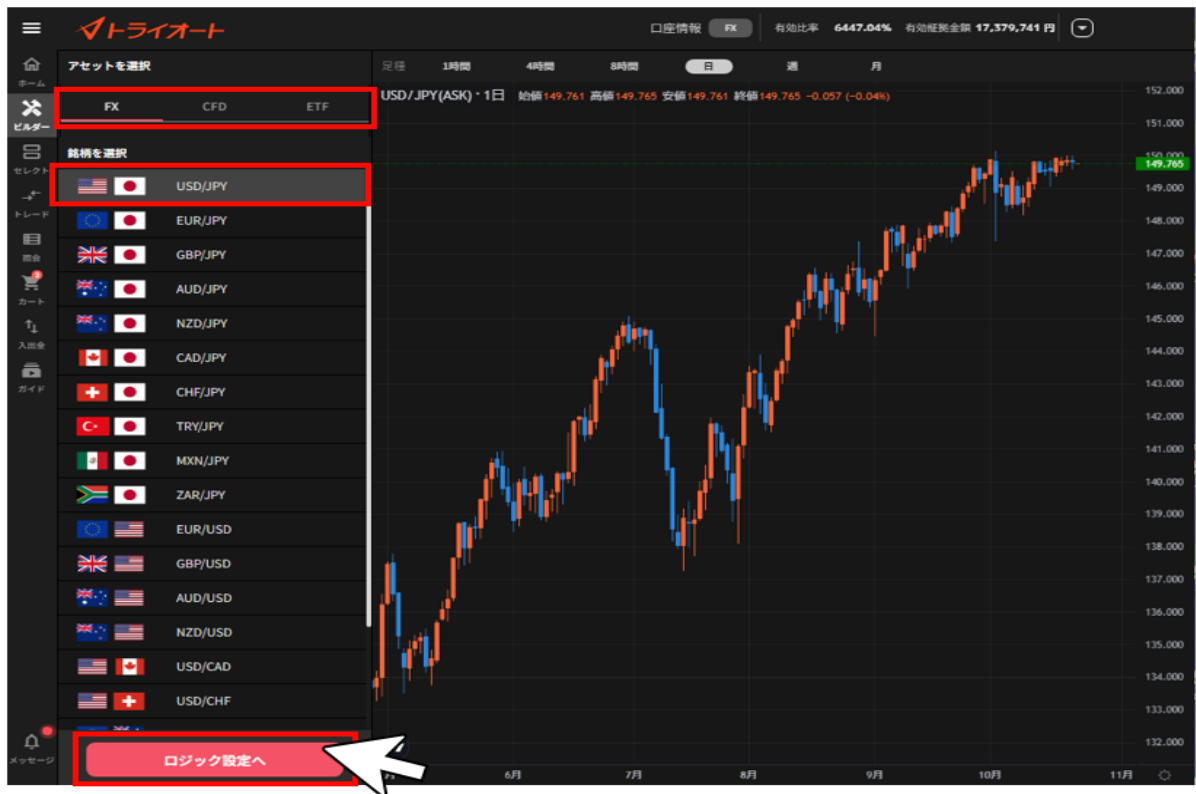 トライオート
口座情報 FX 有効比率 6447.04% 有効証拠金額 17,379,741 円
ホーム
ビルダー
セレクト
トレード
照会
3
カート
入出金
ガイド
メッセージ
アセットを選択
FX CFD ETF
銘柄を選択
USD/JPY
EUR/JPY
GBP/JPY
AUD/JPY
NZD/JPY
CAD/JPY
CHF/JPY
TRY/JPY
MXN/JPY
ZAR/JPY
EUR/USD
GBP/USD
AUD/USD
NZD/USD
USD/CAD
USD/CHF
ロジック設定へ
足種 1時間 4時間 8時間 日 週 月
USD/JPY(ASK)・1日 始値149.761 高値149.765 安値149.761 終値149.765 −0.057 (−0.04%)
152.000
151.000
150.000
149.765
149.000
148.000
147.000
146.000
145.000
144.000
143.000
142.000
141.000
140.000
139.000
138.000
137.000
136.000
135.000
134.000
133.000
132.000
6月 7月 8月 9月 10月 11月